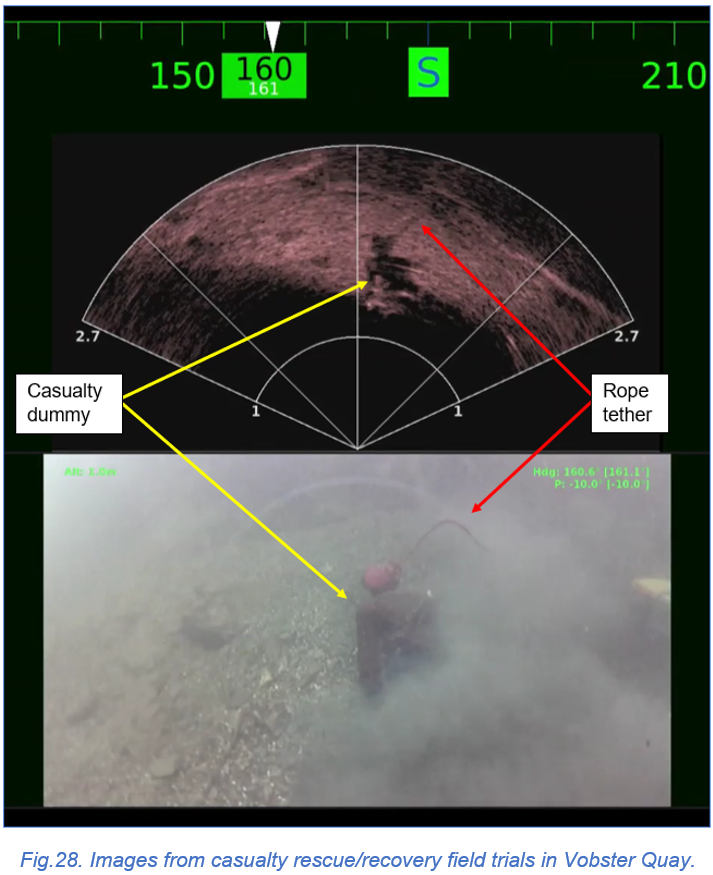 150 160 S 210
161
2.7 2.7
Casualty
dummy
Rope
tether
1 1
Hdg: 160.6° [161.1°]
P: -10.0° [-10.0°]
Fig.28. Images from casualty rescue/recovery field trials in Vobster Quay.